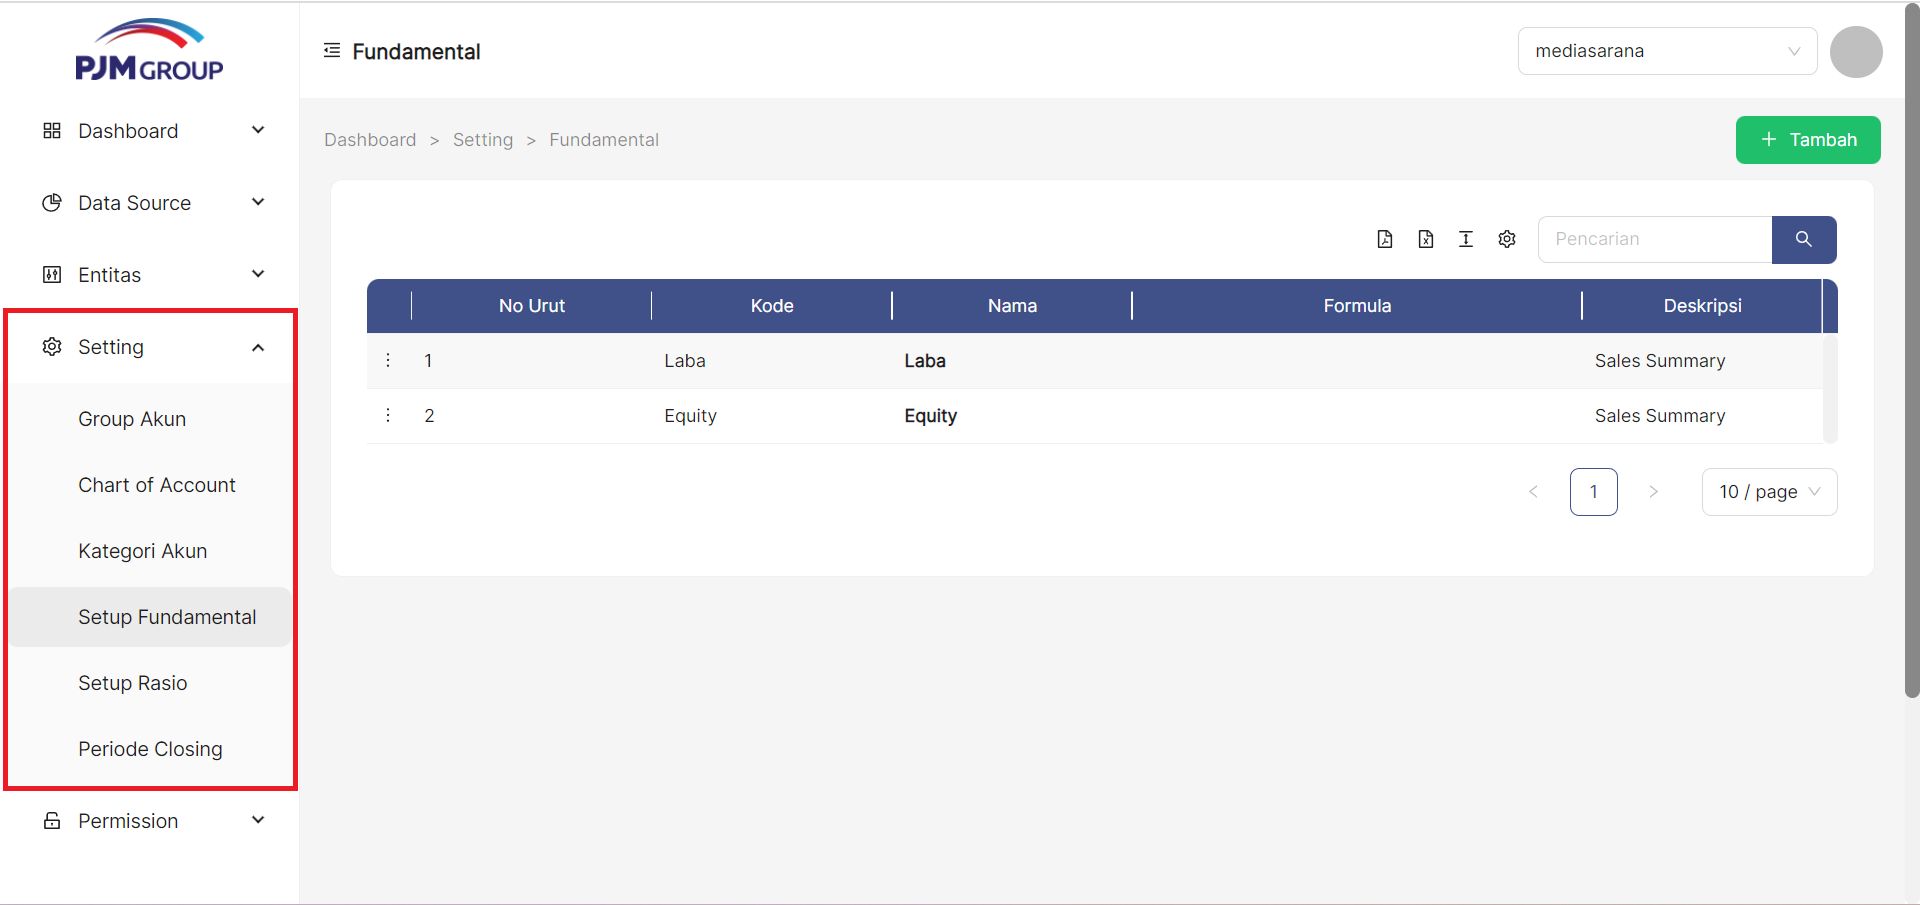 PJM GROUP
Dashboard
Data Source
Entitas
Setting
Group Akun
Chart of Account
Kategori Akun
Setup Fundamental
Setup Rasio
Periode Closing
Permission
Fundamental
mediasarana
Dashboard > Setting > Fundamental
+ Tambah
Pencarian
No Urut Kode Nama Formula Deskripsi
1 Laba Laba Sales Summary
2 Equity Equity Sales Summary
< 1 > 10 / page